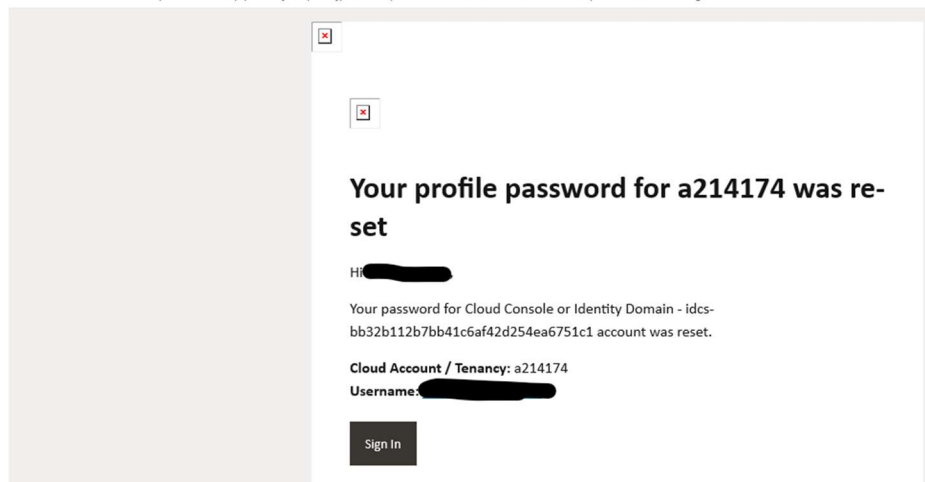 Your profile password for a214174 was re-
set
Hi
Your password for Cloud Console or Identity Domain - idcs-
bb32b112b7bb41c6af42d254ea6751c1 account was reset.
Cloud Account / Tenancy: a214174
Username:
Sign In